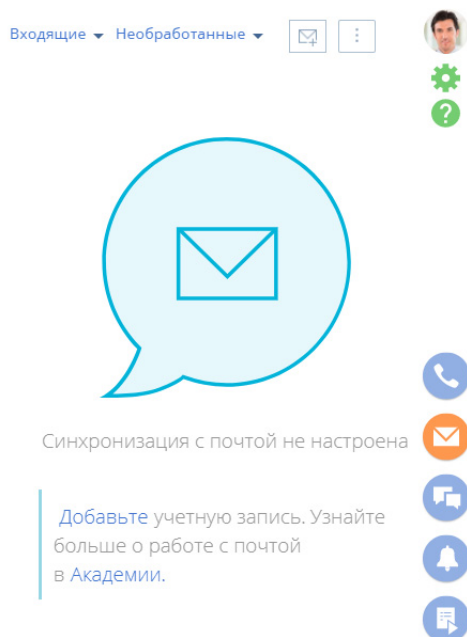 Входящие Необработанные
?
Синхронизация с почтой не настроена
Добавьте учетную запись. Узнайте
больше о работе с почтой
в Академии.